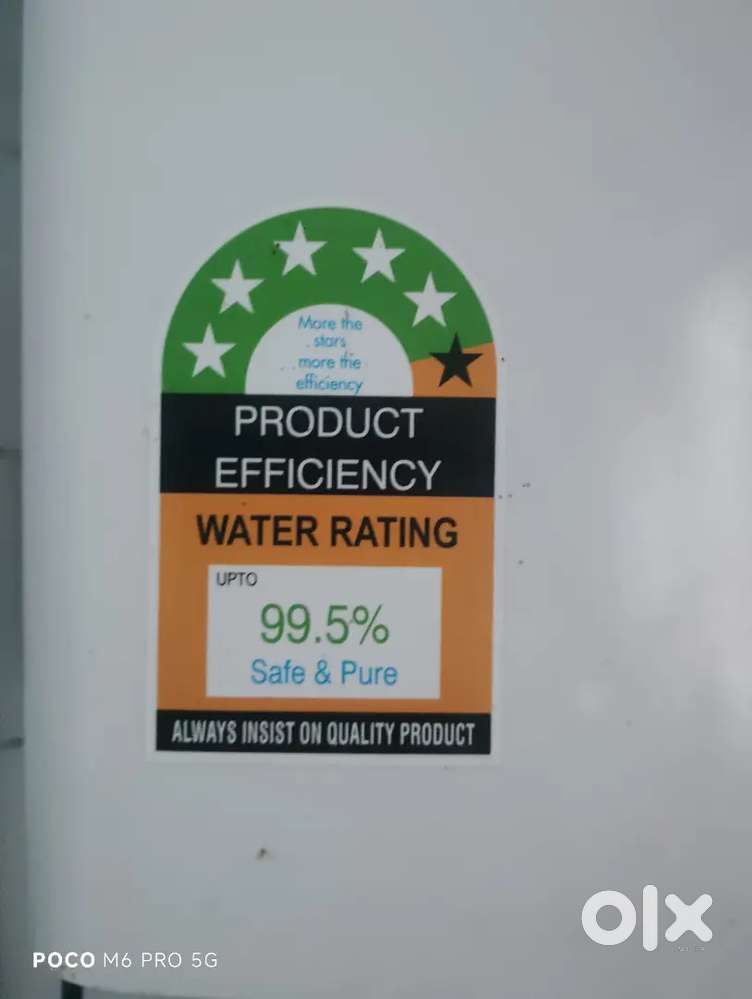 More the
stars
more the
efficiency
PRODUCT
EFFICIENCY
WATER RATING
UPTO
99.5%
Safe & Pure
ALWAYS INSIST ON QUALITY PRODUCT
olx
POCO M6 PRO 5G